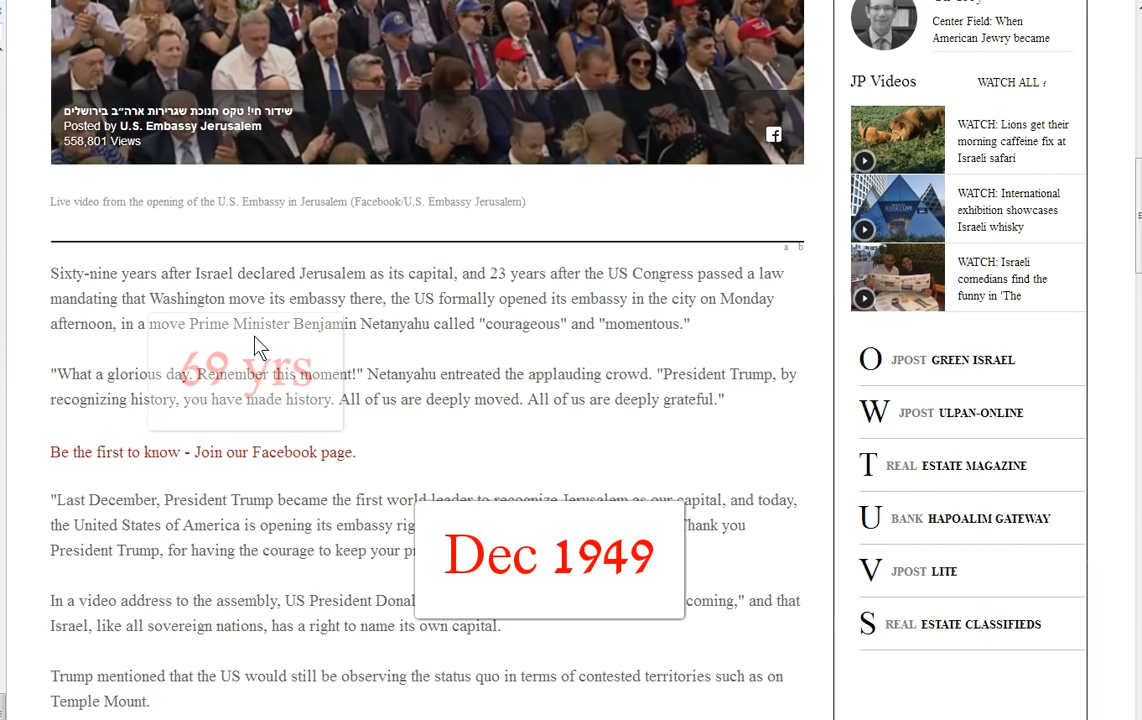 שידור חי! טקס חנוכת שגרירות ארה״ב בירושלים
Posted by U.S. Embassy Jerusalem
558,801 Views
Live video from the opening of the U.S. Embassy in Jerusalem (Facebook/U.S. Embassy Jerusalem)
a b
Sixty-nine years after Israel declared Jerusalem as its capital, and 23 years after the US Congress passed a law
mandating that Washington move its embassy there, the US formally opened its embassy in the city on Monday
afternoon, in a move Prime Minister Benjamin Netanyahu called "courageous" and "momentous."
69 yrs
"What a glorious day. Remember this moment!" Netanyahu entreated the applauding crowd. "President Trump, by
recognizing history, you have made history. All of us are deeply moved. All of us are deeply grateful."
Be the first to know - Join our Facebook page.
"Last December, President Trump became the first world leader to recognize Jerusalem as our capital, and today,
the United States of America is opening its embassy rig Thank you
President Trump, for having the courage to keep your pr
Dec 1949
In a video address to the assembly, US President Donal coming," and that
Israel, like all sovereign nations, has a right to name its own capital.
Trump mentioned that the US would still be observing the status quo in terms of contested territories such as on
Temple Mount.
Center Field: When
American Jewry became
JP Videos
WATCH ALL
WATCH: Lions get their
morning caffeine fix at
Israeli safari
WATCH: International
exhibition showcases
Israeli whisky
WATCH: Israeli
comedians find the
funny in 'The
O JPOST GREEN ISRAEL
W JPOST ULPAN-ONLINE
T REAL ESTATE MAGAZINE
U BANK HAPOALIM GATEWAY
V JPOST LITE
S REAL ESTATE CLASSIFIEDS